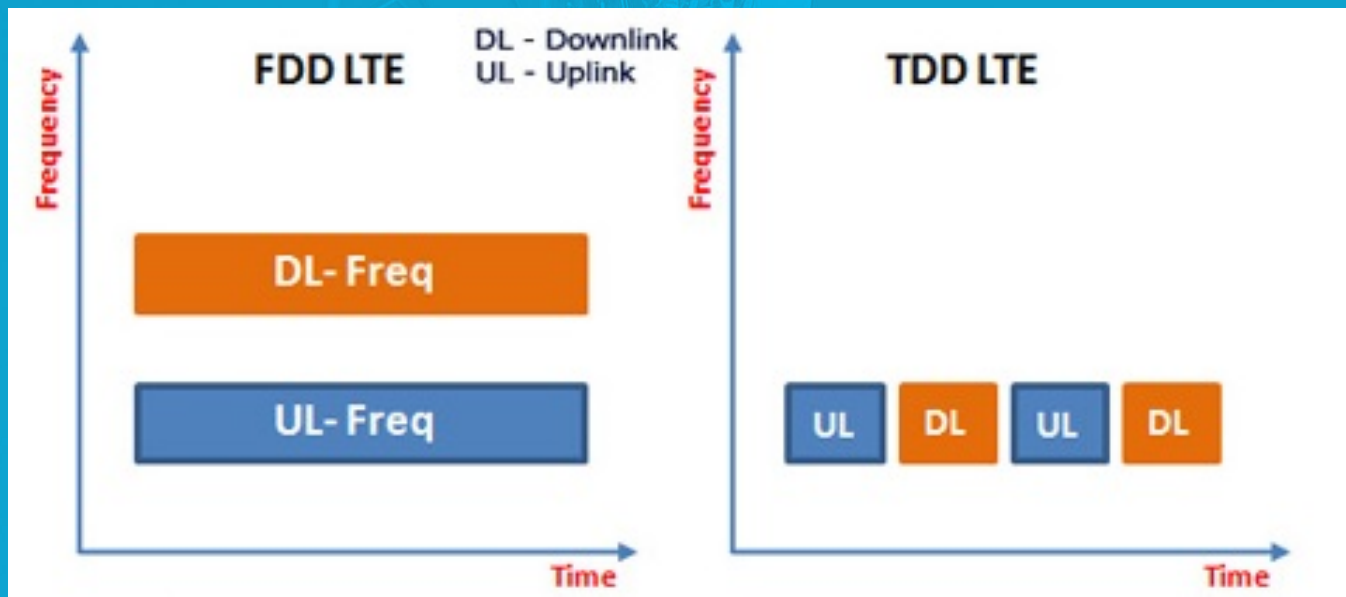 FDD LTE
DL - Downlink
UL - Uplink
Frequency
DL- Freq
UL- Freq
Time
TDD LTE
Frequency
UL DL UL DL
Time